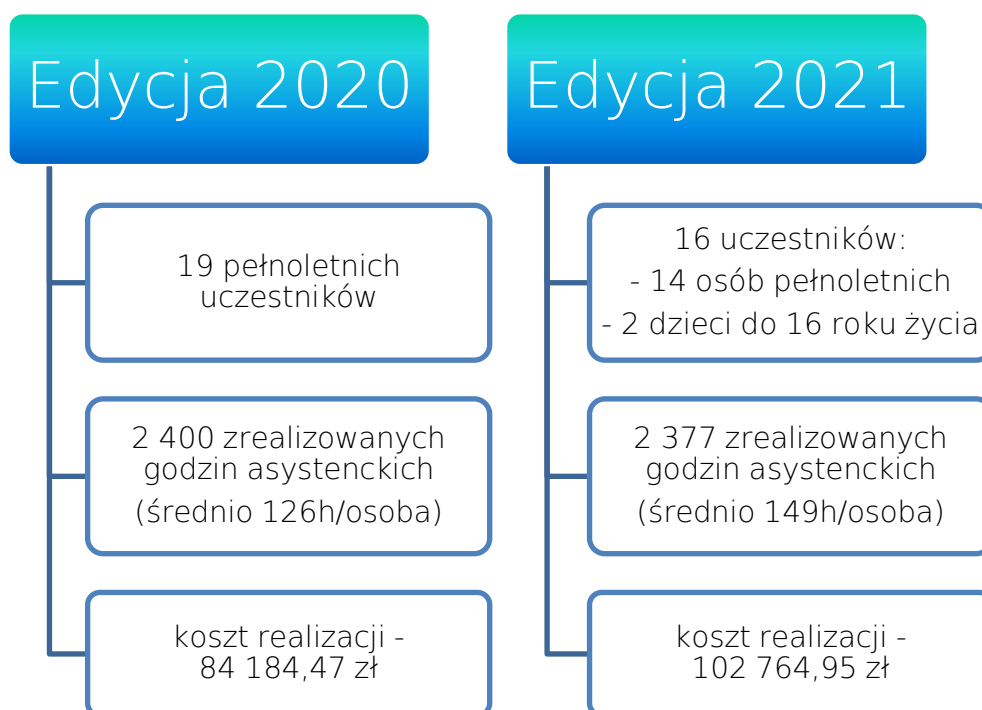 Edycja 2020
19 pełnoletnich
uczestników
2 400 zrealizowanych
godzin asystenckich
(średnio 126h/osoba)
koszt realizacji -
84 184,47 zł
Edycja 2021
16 uczestników:
- 14 osób pełnoletnich
- 2 dzieci do 16 roku życia
2 377 zrealizowanych
godzin asystenckich
(średnio 149h/osoba)
koszt realizacji -
102 764,95 zł